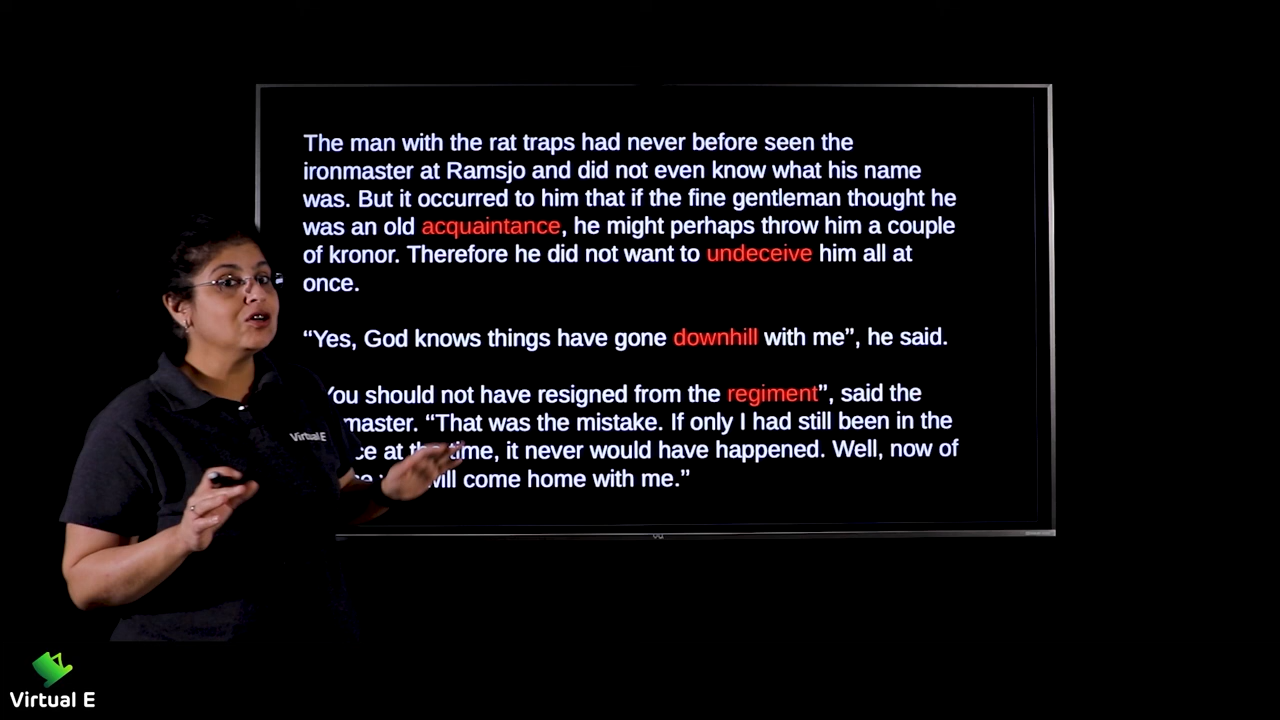 The man with the rat traps had never before seen the
ironmaster at Ramsjo and did not even know what his name
was. But it occurred to him that if the fine gentleman thought he
was an old acquaintance, he might perhaps throw him a couple
of kronor. Therefore he did not want to undeceive him all at
once.
“Yes, God knows things have gone downhill with me”, he said.
You should not have resigned from the regiment”, said the
master. “That was the mistake. If only I had still been in the
at the time, it never would have happened. Well, now of
will come home with me.”
Virtual E
Virtual E